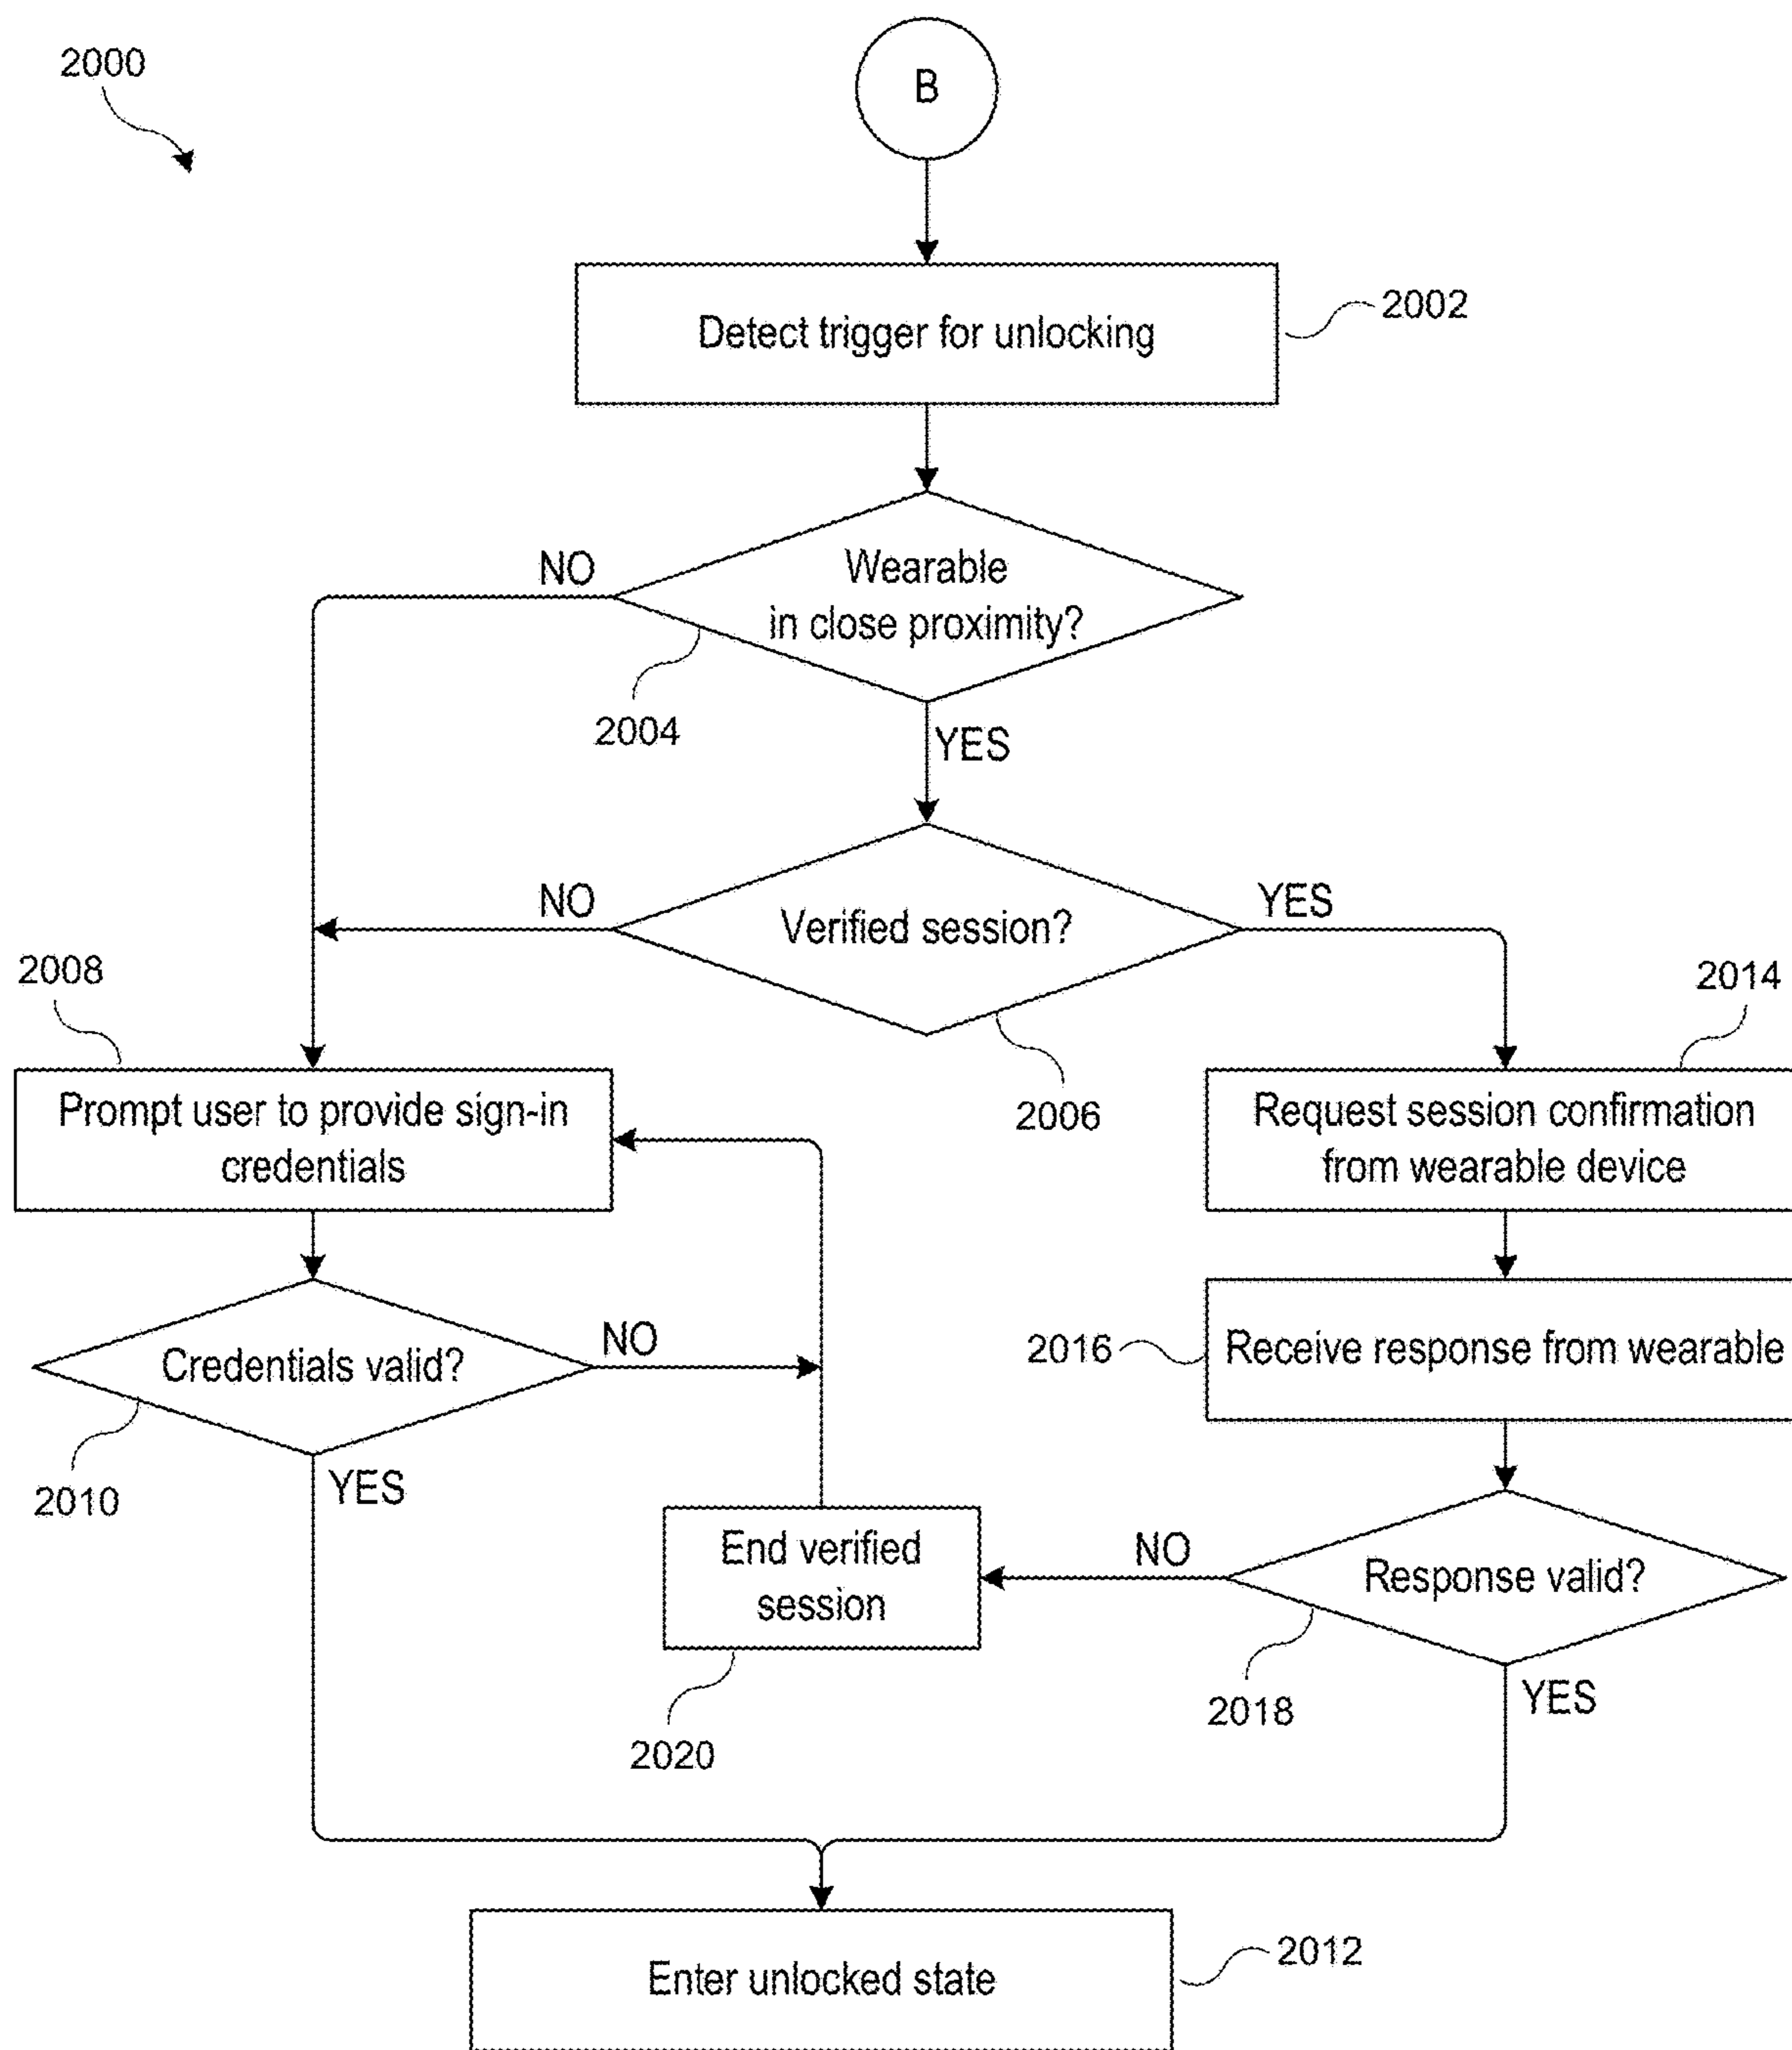 2000
B
Detect trigger for unlocking
2002
Wearable
in close proximity?
NO
2004
YES
Verified session?
NO
YES
2006
2008
2014
Prompt user to provide sign-in
credentials
Request session confirmation
from wearable device
2016
Receive response from wearable
Credentials valid?
NO
2010
YES
End verified
session
2020
NO
Response valid?
2018
YES
Enter unlocked state
2012